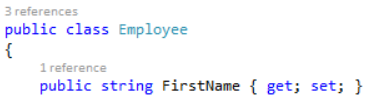 3 references
public class Employee
{
1 reference
public string FirstName { get; set; }